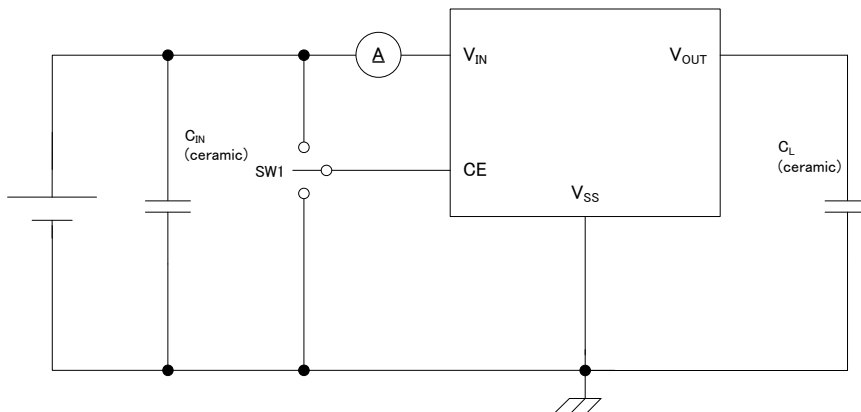 A
V_IN
V_OUT
C_IN
(ceramic)
SW1
CE
C_L
(ceramic)
V_SS